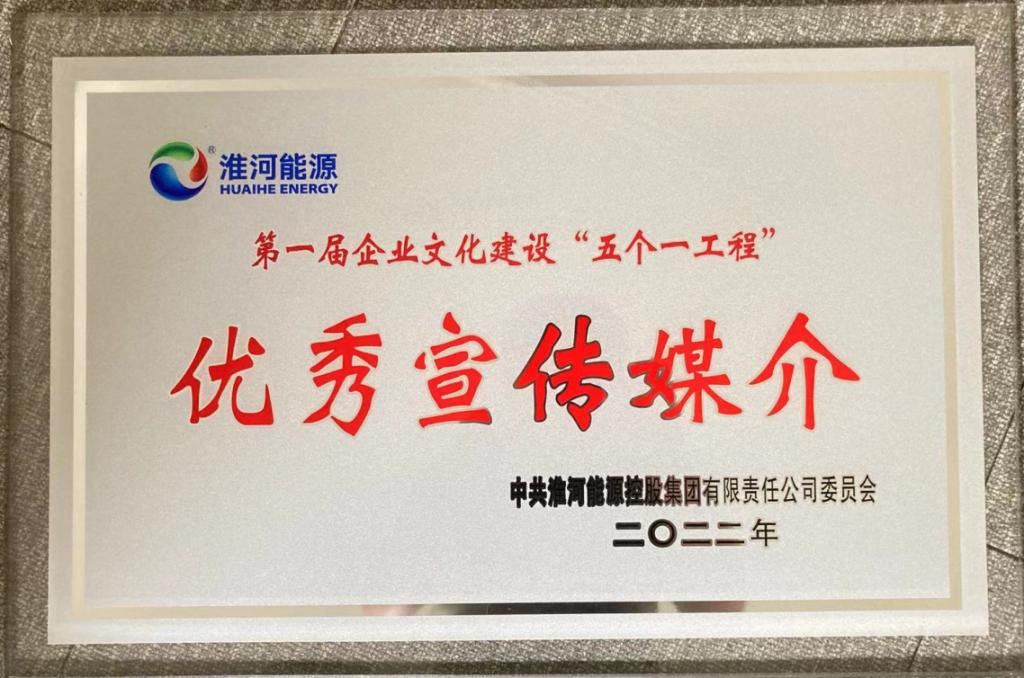 淮河能源®
HUAIHE ENERGY
第一届企业文化建设“五个一工程”
优秀宣传媒介
中共淮河能源控股集团有限责任公司委员会
二〇二二年